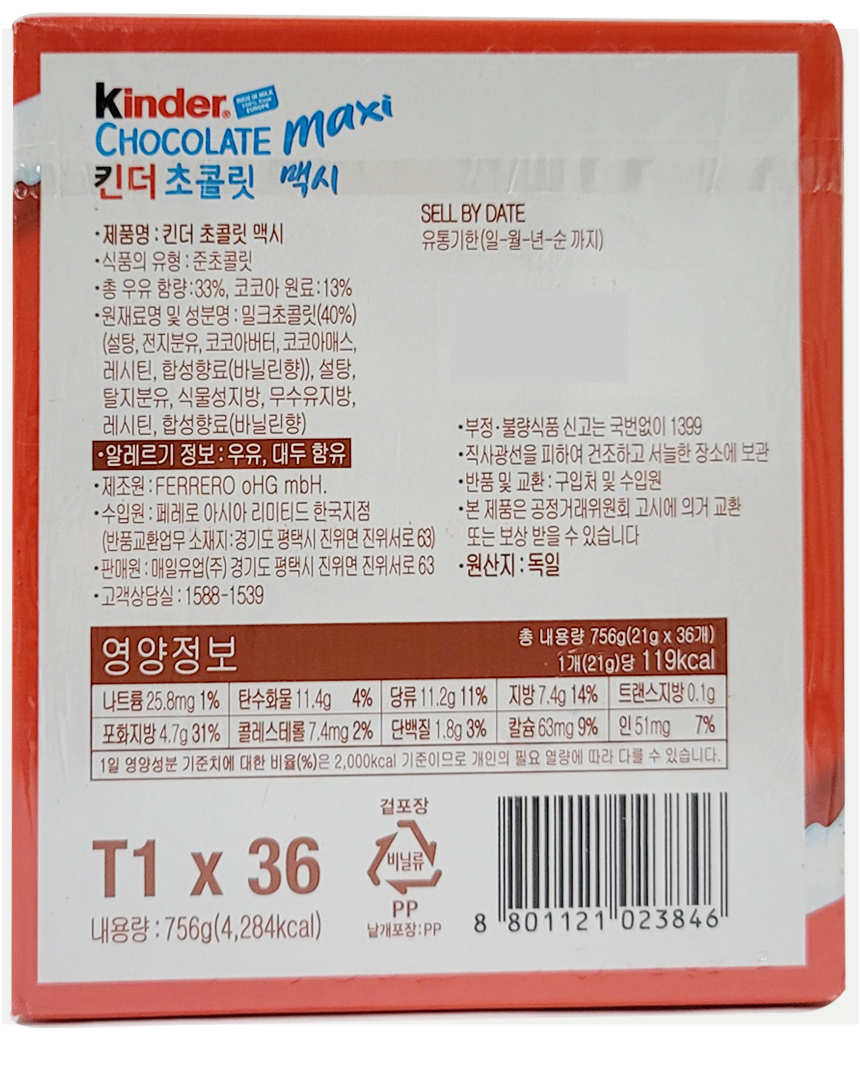 Kinder®
RICH IN MILK
CHOCOLATE maxi
킨더 초콜릿 맥시
·제품명 : 킨더 초콜릿 맥시
·식품의 유형 : 준초콜릿
·총 우유 함량:33%, 코코아 원료:13%
·원재료명 및 성분명 : 밀크초콜릿(40%)
(설탕, 전지분유, 코코아버터, 코코아매스,
레시틴, 합성향료(바닐린향)), 설탕,
탈지분유, 식물성지방, 무수유지방,
레시틴, 합성향료(바닐린향)
·알레르기 정보 : 우유, 대두 함유
·제조원 : FERRERO oHG mbH.
·수입원 : 페레로 아시아 리미티드 한국지점
(반품교환업무 소재지:경기도 평택시 진위면 진위서로 63)
·판매원 : 매일유업(주) 경기도 평택시 진위면 진위서로 63
·고객상담실 : 1588-1539
SELL BY DATE
유통기한(일-월-년-순 까지)
·부정·불량식품 신고는 국번없이 1399
·직사광선을 피하여 건조하고 서늘한 장소에 보관
·반품 및 교환 : 구입처 및 수입원
·본 제품은 공정거래위원회 고시에 의거 교환
또는 보상 받을 수 있습니다
·원산지 : 독일
영양정보
총 내용량 756g(21g x 36개)
1개(21g)당 119kcal
나트륨 25.8mg 1% 탄수화물 11.4g 4% 당류 11.2g 11% 지방 7.4g 14% 트랜스지방 0.1g
포화지방 4.7g 31% 콜레스테롤 7.4mg 2% 단백질 1.8g 3% 칼슘 63mg 9% 인 51mg 7%
1일 영양성분 기준치에 대한 비율(%)은 2,000kcal 기준이므로 개인의 필요 열량에 따라 다를 수 있습니다.
T1 x 36
내용량 : 756g(4,284kcal)
겉포장
비닐류
PP
낱개포장:PP
8 801121 023846